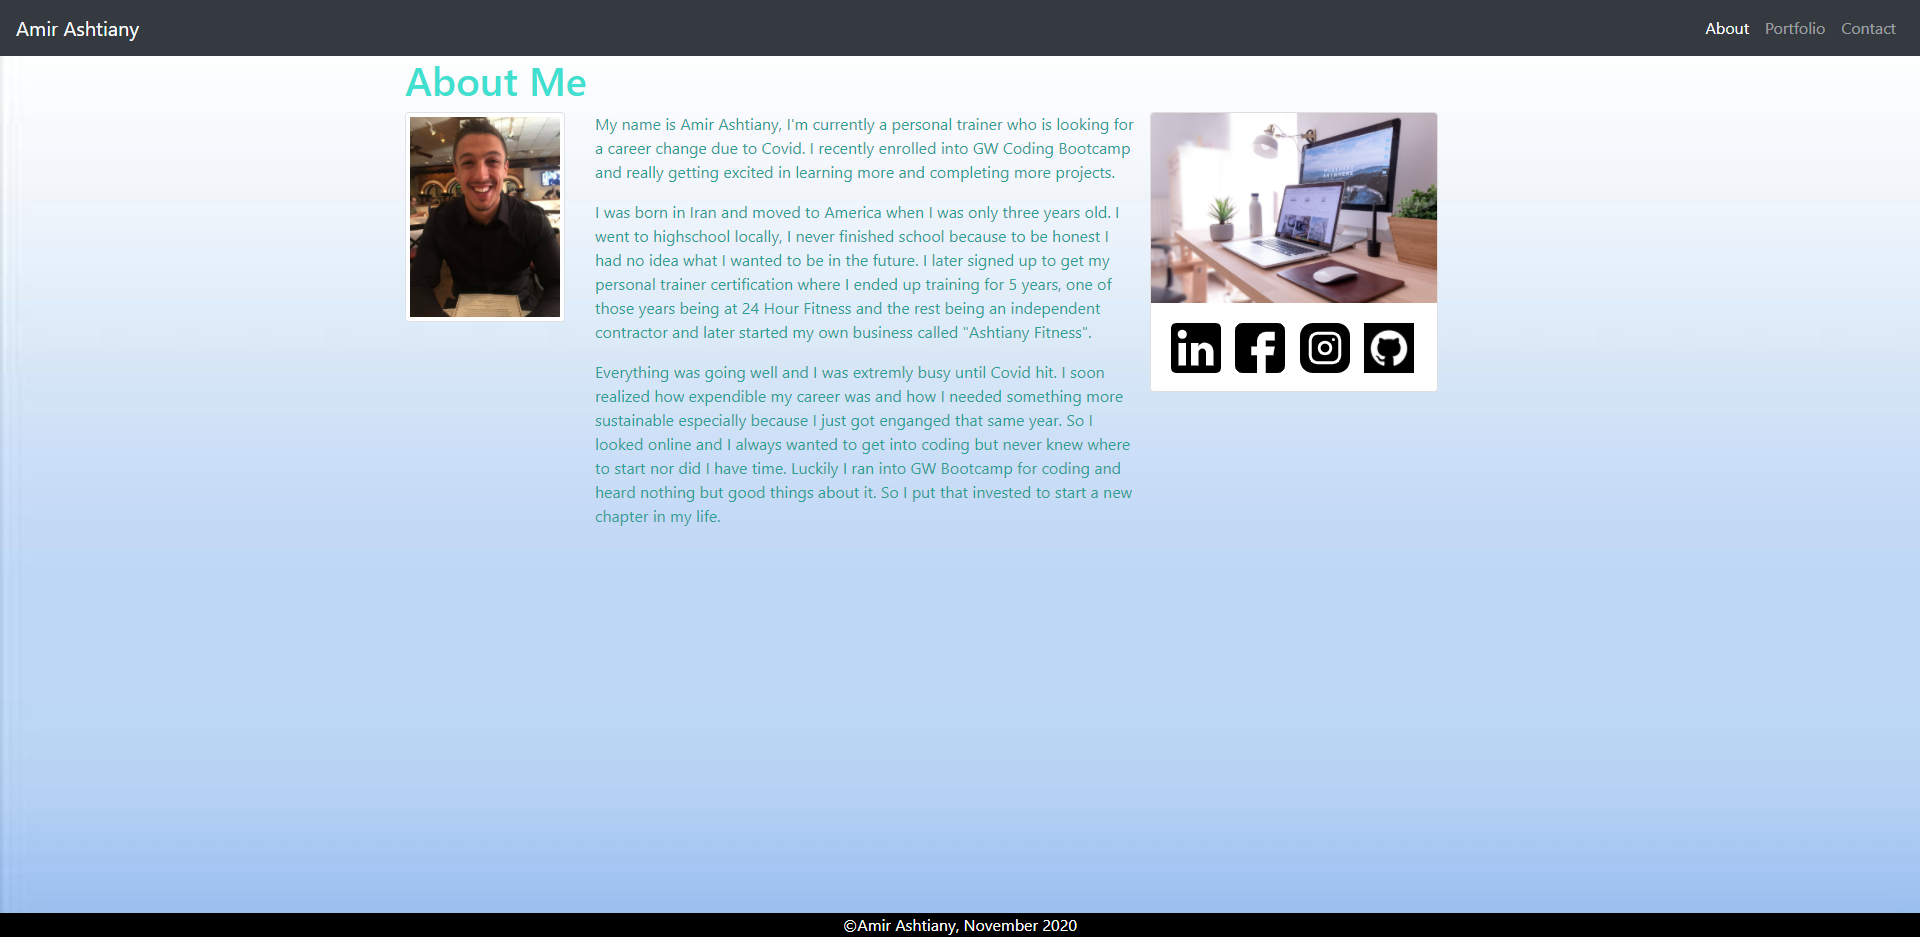 Amir Ashtiany
About Portfolio Contact
About Me
My name is Amir Ashtiany, I'm currently a personal trainer who is looking for
a career change due to Covid. I recently enrolled into GW Coding Bootcamp
and really getting excited in learning more and completing more projects.
I was born in Iran and moved to America when I was only three years old. I
went to highschool locally, I never finished school because to be honest I
had no idea what I wanted to be in the future. I later signed up to get my
personal trainer certification where I ended up training for 5 years, one of
those years being at 24 Hour Fitness and the rest being an independent
contractor and later started my own business called "Ashtiany Fitness".
Everything was going well and I was extremly busy until Covid hit. I soon
realized how expendible my career was and how I needed something more
sustainable especially because I just got enganged that same year. So I
looked online and I always wanted to get into coding but never knew where
to start nor did I have time. Luckily I ran into GW Bootcamp for coding and
heard nothing but good things about it. So I put that invested to start a new
chapter in my life.
in
©Amir Ashtiany, November 2020